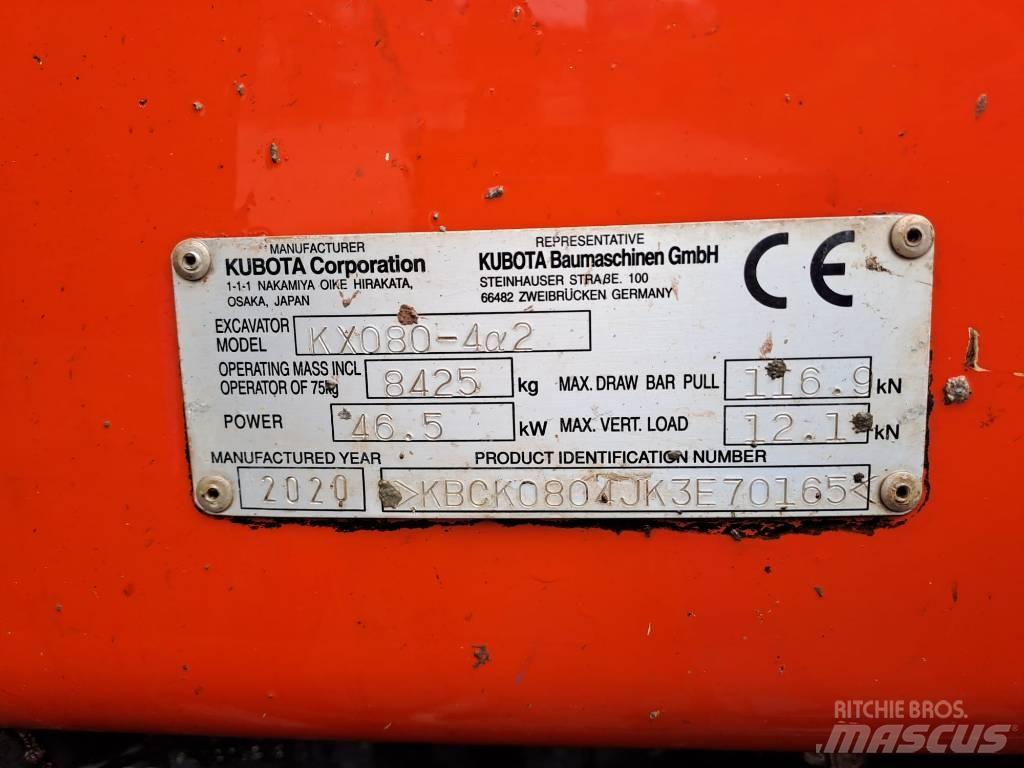 MANUFACTURER
KUBOTA Corporation
1-1-1 NAKAMIYA OIKE HIRAKATA,
OSAKA, JAPAN
REPRESENTATIVE
KUBOTA Baumaschinen GmbH
STEINHAUSER STRAßE. 100
66482 ZWEIBRÜCKEN GERMANY
CE
EXCAVATOR MODEL KX080-4α2
OPERATING MASS INCL
OPERATOR OF 75kg 8425 kg MAX. DRAW BAR PULL 116.9 kN
POWER 46.5 kW MAX. VERT. LOAD 12.1 kN
MANUFACTURED YEAR PRODUCT IDENTIFICATION NUMBER
2020 >KBCK0804JK3E70165<
RITCHIE BROS.
MASCUS